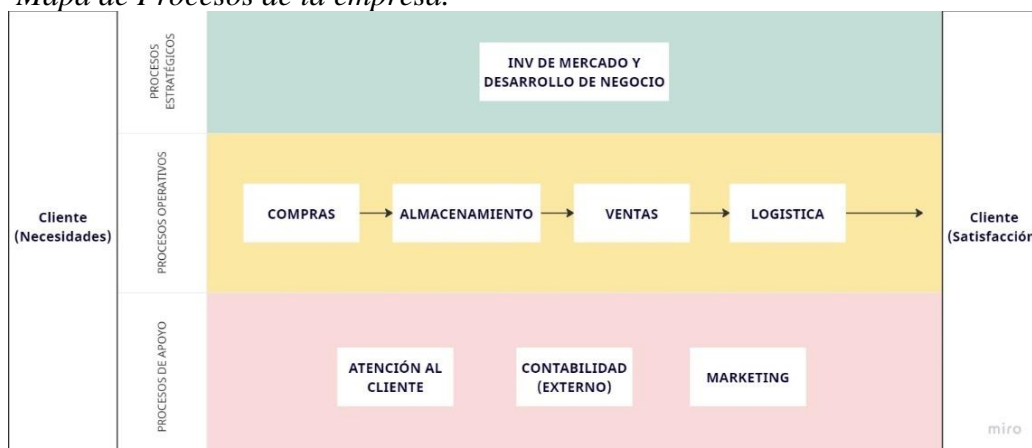 Mapa de Procesos de la empresa.
PROCESOS
ESTRATÉGICOS
INV DE MERCADO Y
DESARROLLO DE NEGOCIO
Cliente
(Necesidades)
PROCESOS OPERATIVOS
COMPRAS
ALMACENAMIENTO
VENTAS
LOGISTICA
Cliente
(Satisfacción
PROCESOS DE APOYO
ATENCIÓN AL
CLIENTE
CONTABILIDAD
(EXTERNO)
MARKETING
miro